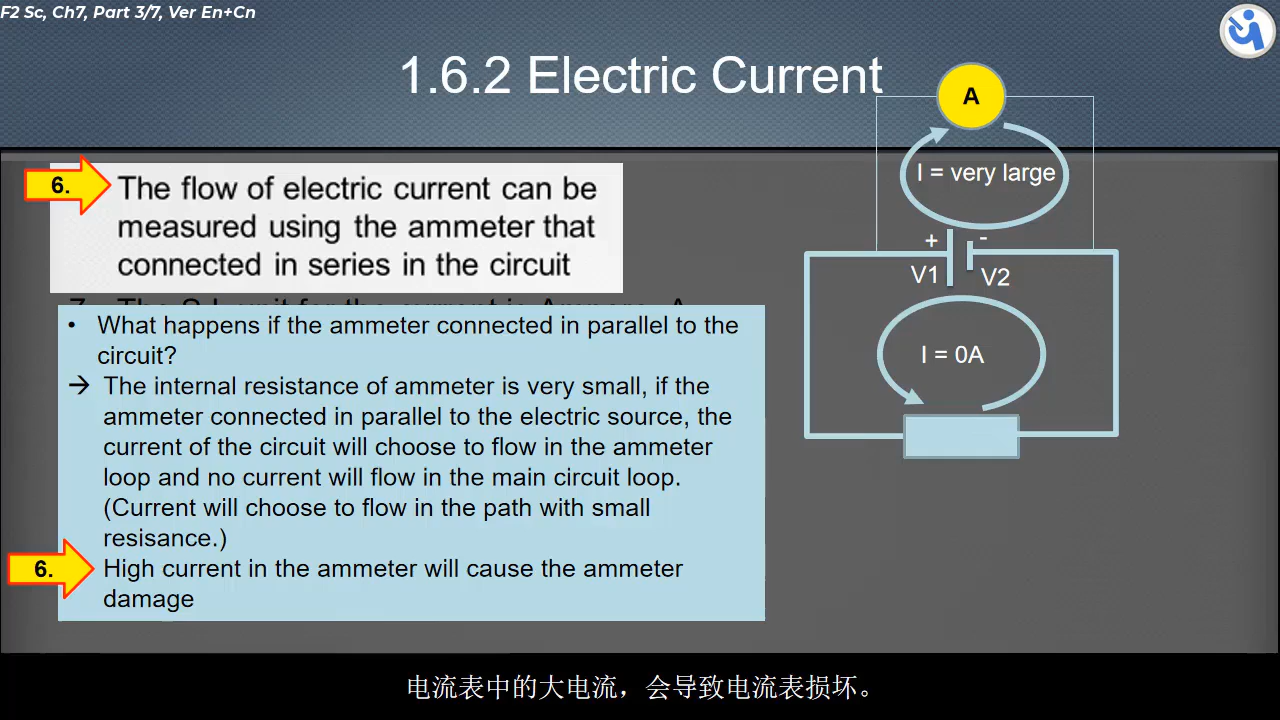 F2 Sc, Ch7, Part 3/7, Ver En+Cn
1.6.2 Electric Current
A
6.
The flow of electric current can be
measured using the ammeter that
connected in series in the circuit
I = very large
+
-
V1
V2
I = 0A
• What happens if the ammeter connected in parallel to the
circuit?
→ The internal resistance of ammeter is very small, if the
ammeter connected in parallel to the electric source, the
current of the circuit will choose to flow in the ammeter
loop and no current will flow in the main circuit loop.
(Current will choose to flow in the path with small
resisance.)
6.
High current in the ammeter will cause the ammeter
damage
电流表中的大电流，会导致电流表损坏。